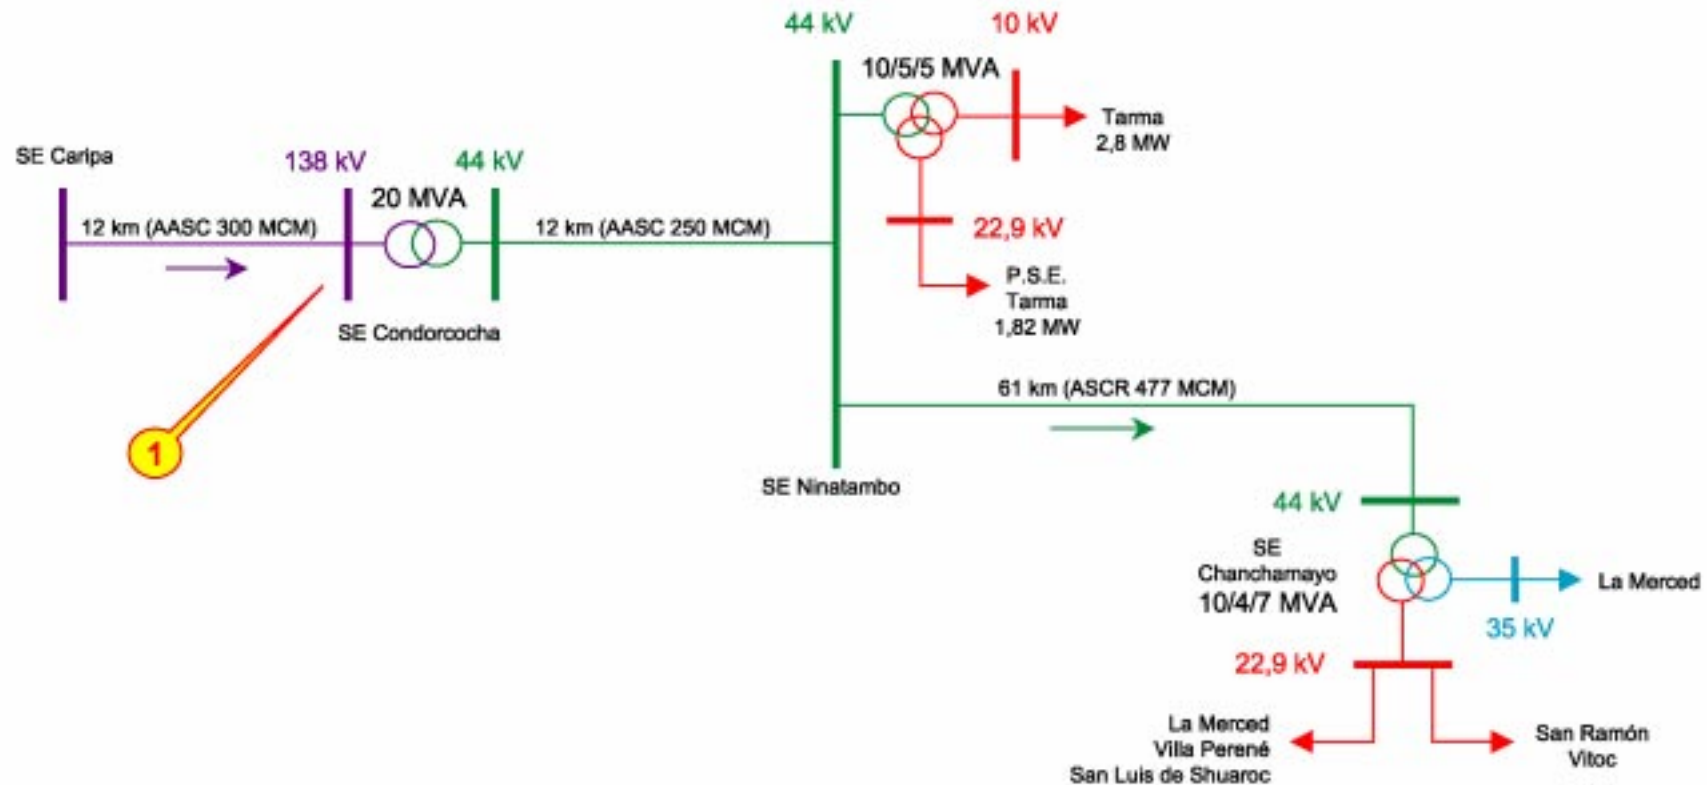 44 kV
10 kV
10/5/5 MVA
Tarma
2,8 MW
SE Caripa
138 kV
44 kV
20 MVA
12 km (AASC 300 MCM)
12 km (AASC 250 MCM)
22,9 kV
P.S.E.
Tarma
1,82 MW
SE Condorcocha
61 km (ASCR 477 MCM)
1
SE Ninatambo
44 kV
SE
Chanchamayo
10/4/7 MVA
La Merced
35 kV
22,9 kV
La Merced
Villa Perené
San Luis de Shuaroc
San Ramón
Vitoc